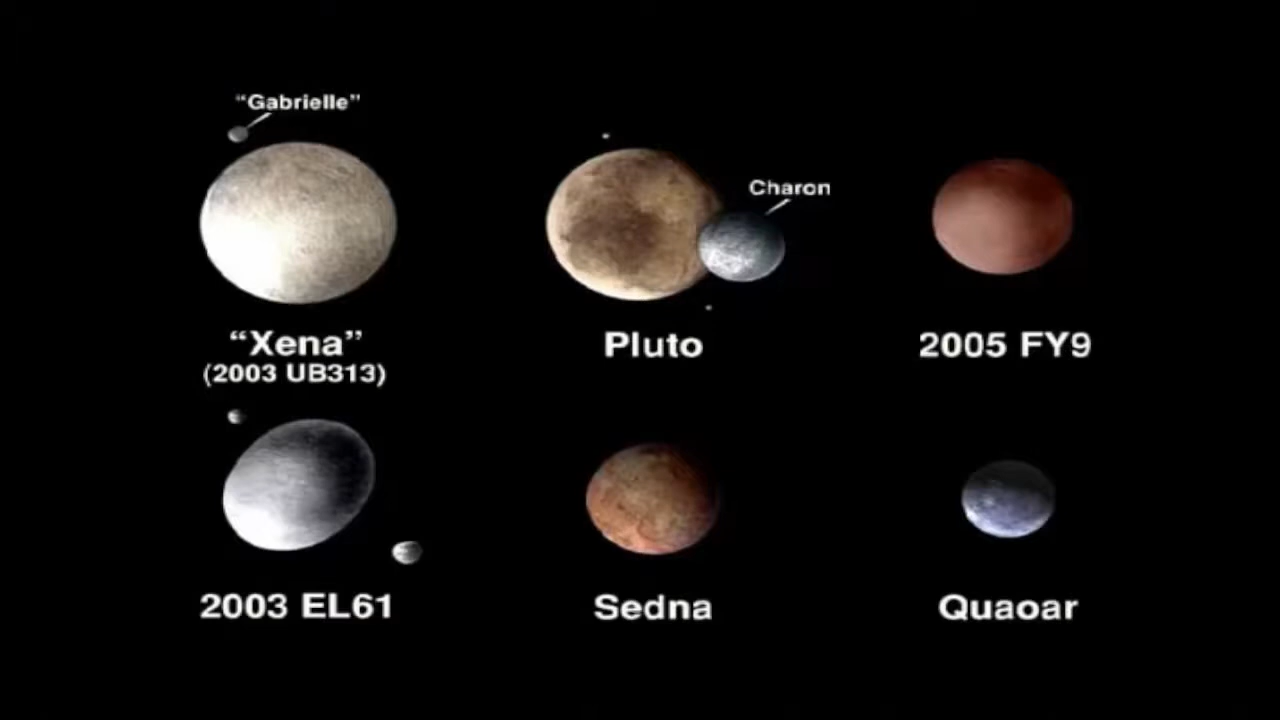 “Gabrielle”
Charon
“Xena”
(2003 UB313)
Pluto
2005 FY9
2003 EL61
Sedna
Quaoar